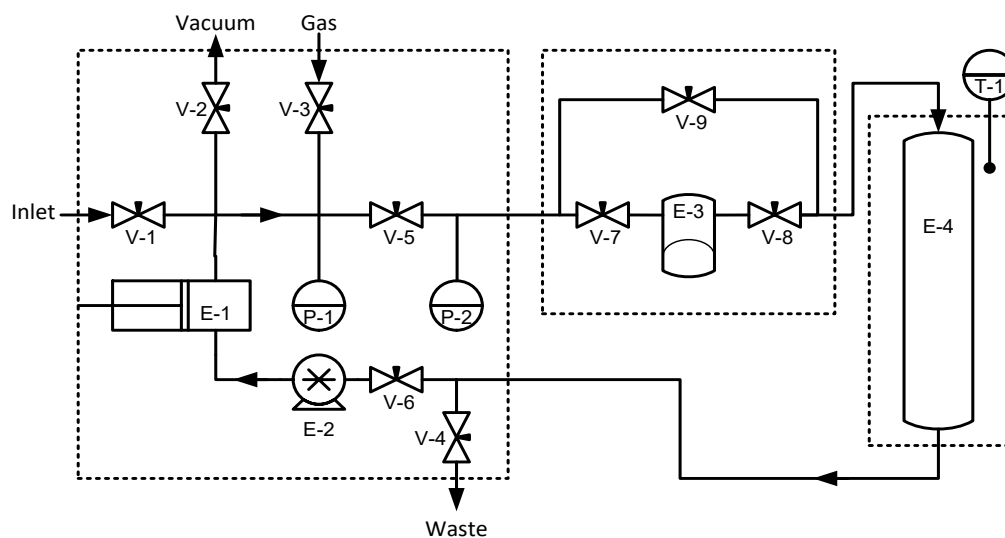 Vacuum
Gas
T-1
V-2
V-3
V-9
Inlet
V-1
V-5
V-7
E-3
V-8
E-4
E-1
P-1
P-2
E-2
V-6
V-4
Waste